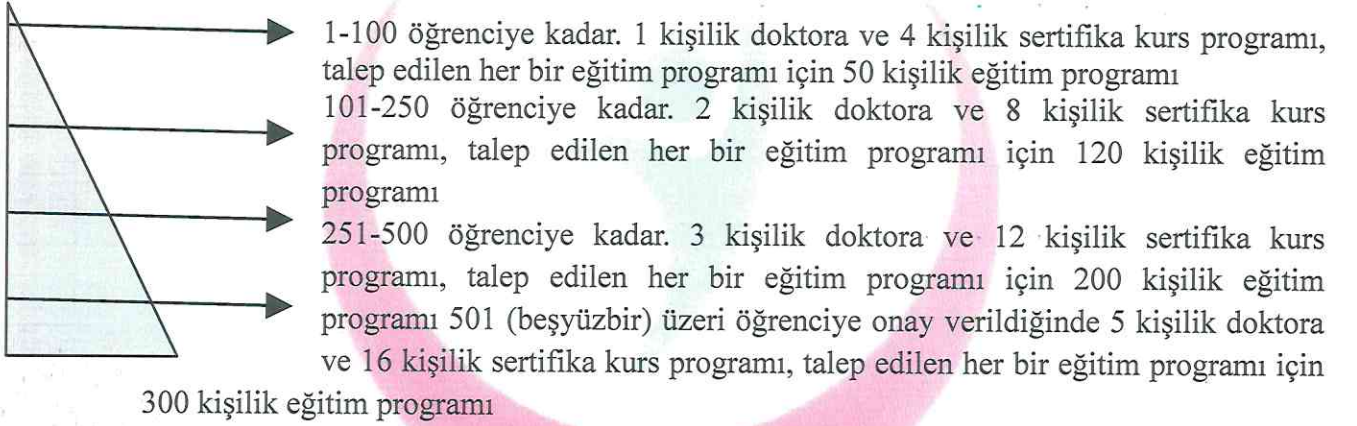 1-100 öğrenciye kadar. 1 kişilik doktora ve 4 kişilik sertifika kurs programı,
talep edilen her bir eğitim programı için 50 kişilik eğitim programı
101-250 öğrenciye kadar. 2 kişilik doktora ve 8 kişilik sertifika kurs
programı, talep edilen her bir eğitim programı için 120 kişilik eğitim
programı
251-500 öğrenciye kadar. 3 kişilik doktora ve 12 kişilik sertifika kurs
programı, talep edilen her bir eğitim programı için 200 kişilik eğitim
programı 501 (beşyüzbir) üzeri öğrenciye onay verildiğinde 5 kişilik doktora
ve 16 kişilik sertifika kurs programı, talep edilen her bir eğitim programı için
300 kişilik eğitim programı